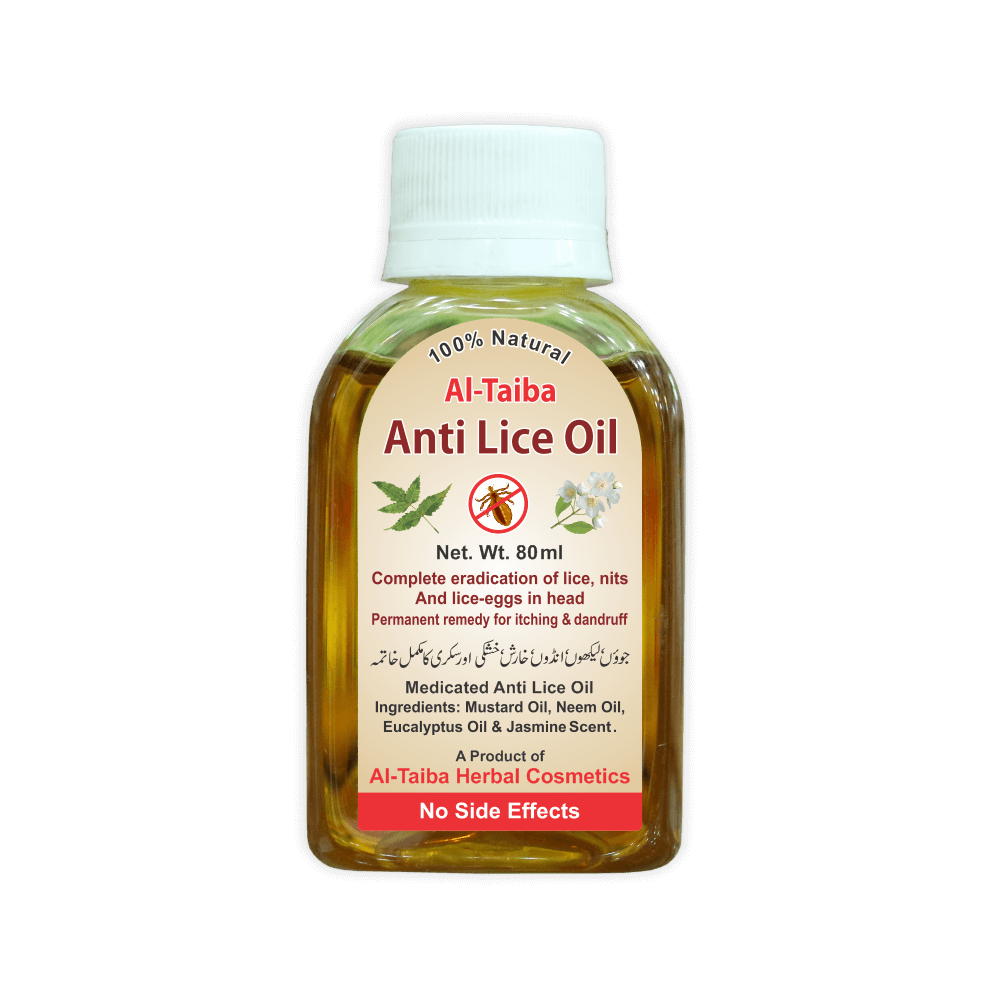 100% Natural
Al-Taiba
Anti Lice Oil
Net. Wt. 80ml
Complete eradication of lice, nits
And lice-eggs in head
Permanent remedy for itching & dandruff
جوؤں، لیکھوں، انڈوں، خارش، خشکی اور سکری کا مکمل خاتمہ
Medicated Anti Lice Oil
Ingredients: Mustard Oil, Neem Oil,
Eucalyptus Oil & Jasmine Scent.
A Product of
Al-Taiba Herbal Cosmetics
No Side Effects